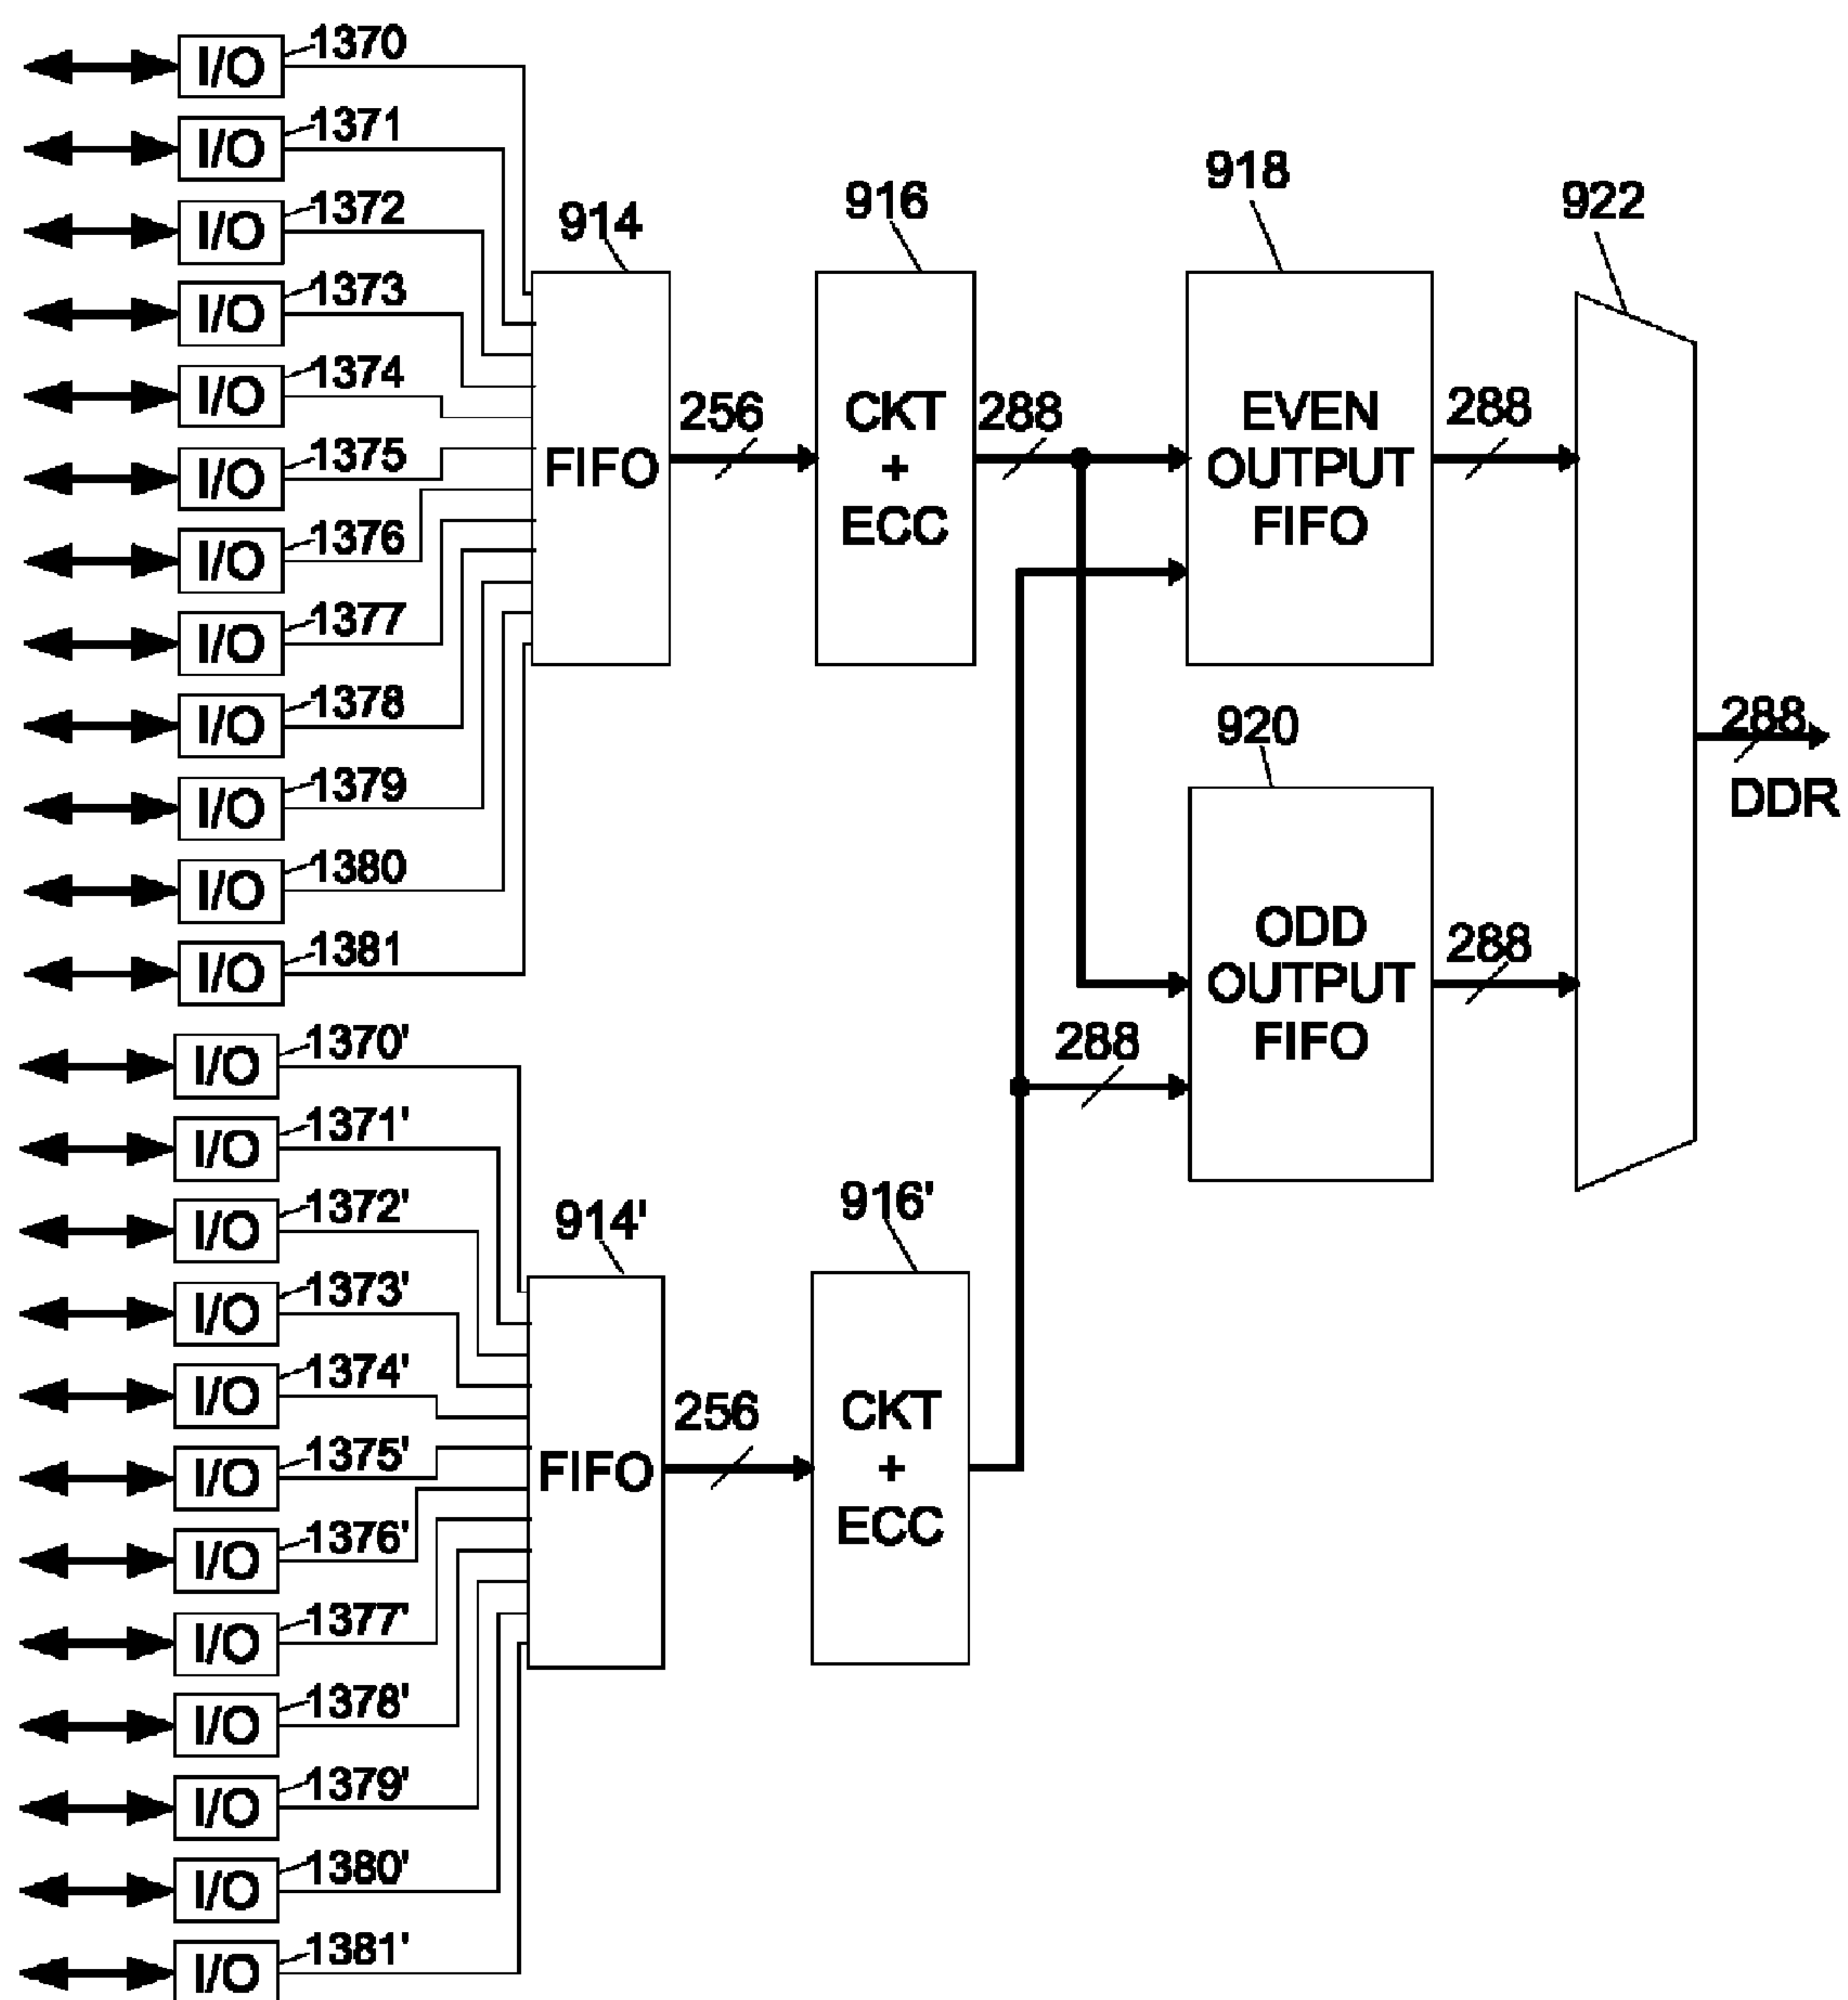 I/O 1370
I/O 1371
I/O 1372
I/O 1373
I/O 1374
I/O 1375
I/O 1376
I/O 1377
I/O 1378
I/O 1379
I/O 1380
I/O 1381
914
FIFO
256
916
CKT
+
ECC
288
918
EVEN
OUTPUT
FIFO
288
922
920
ODD
OUTPUT
FIFO
288
288
288
DDR
I/O 1370'
I/O 1371'
I/O 1372'
I/O 1373'
I/O 1374'
I/O 1375'
I/O 1376'
I/O 1377'
I/O 1378'
I/O 1379'
I/O 1380'
I/O 1381'
914'
FIFO
256
916'
CKT
+
ECC